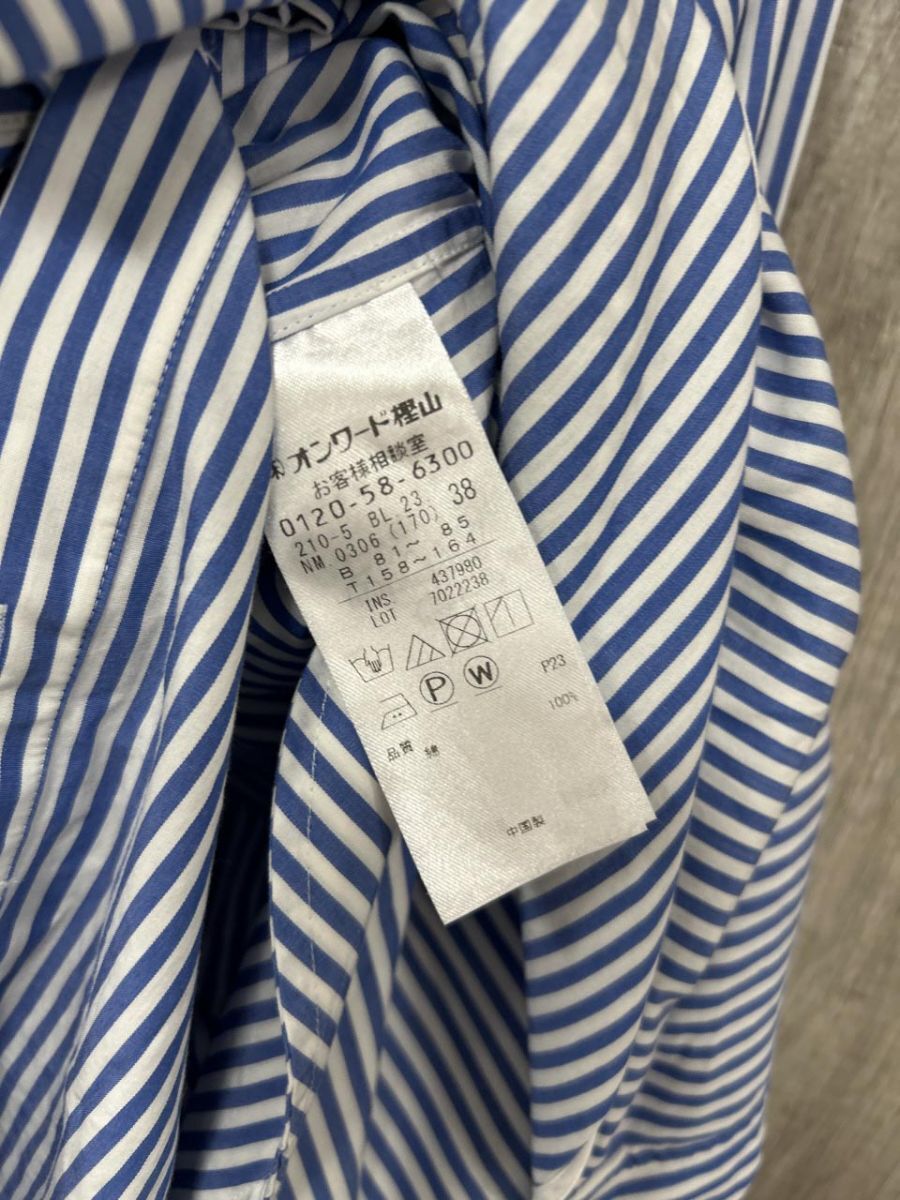 ㈱オンワード樫山
お客様相談室
0120-58-6300
210-5 BL 23 38
NM 0306 (170)
B 81～ 85
T158～164
INS 437980
LOT 7022238
P W
P23
品質 綿 100%
中国製